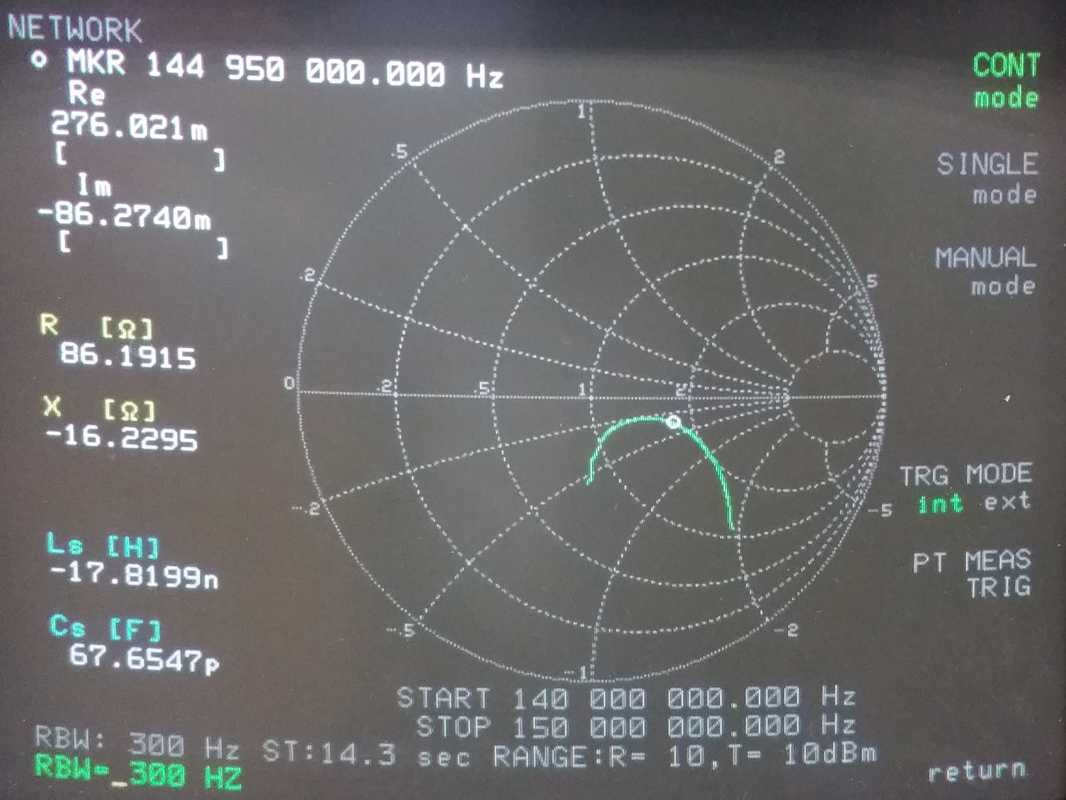 NETWORK
MKR 144 950 000.000 Hz
Re
276.021m
[ ]
Im
-86.2740m
[ ]
R [Ω]
86.1915
X [Ω]
-16.2295
Ls [H]
-17.8199n
Cs [F]
67.6547p
1
.5
2
.2
5
0
.2
.5
1
2
-.2
-5
-.5
-2
-1
CONT
mode
SINGLE
mode
MANUAL
mode
TRG MODE
int ext
PT MEAS
TRIG
START 140 000 000.000 Hz
STOP 150 000 000.000 Hz
RBW: 300 Hz ST:14.3 sec RANGE:R= 10,T= 10dBm
RBW=_300 HZ
return